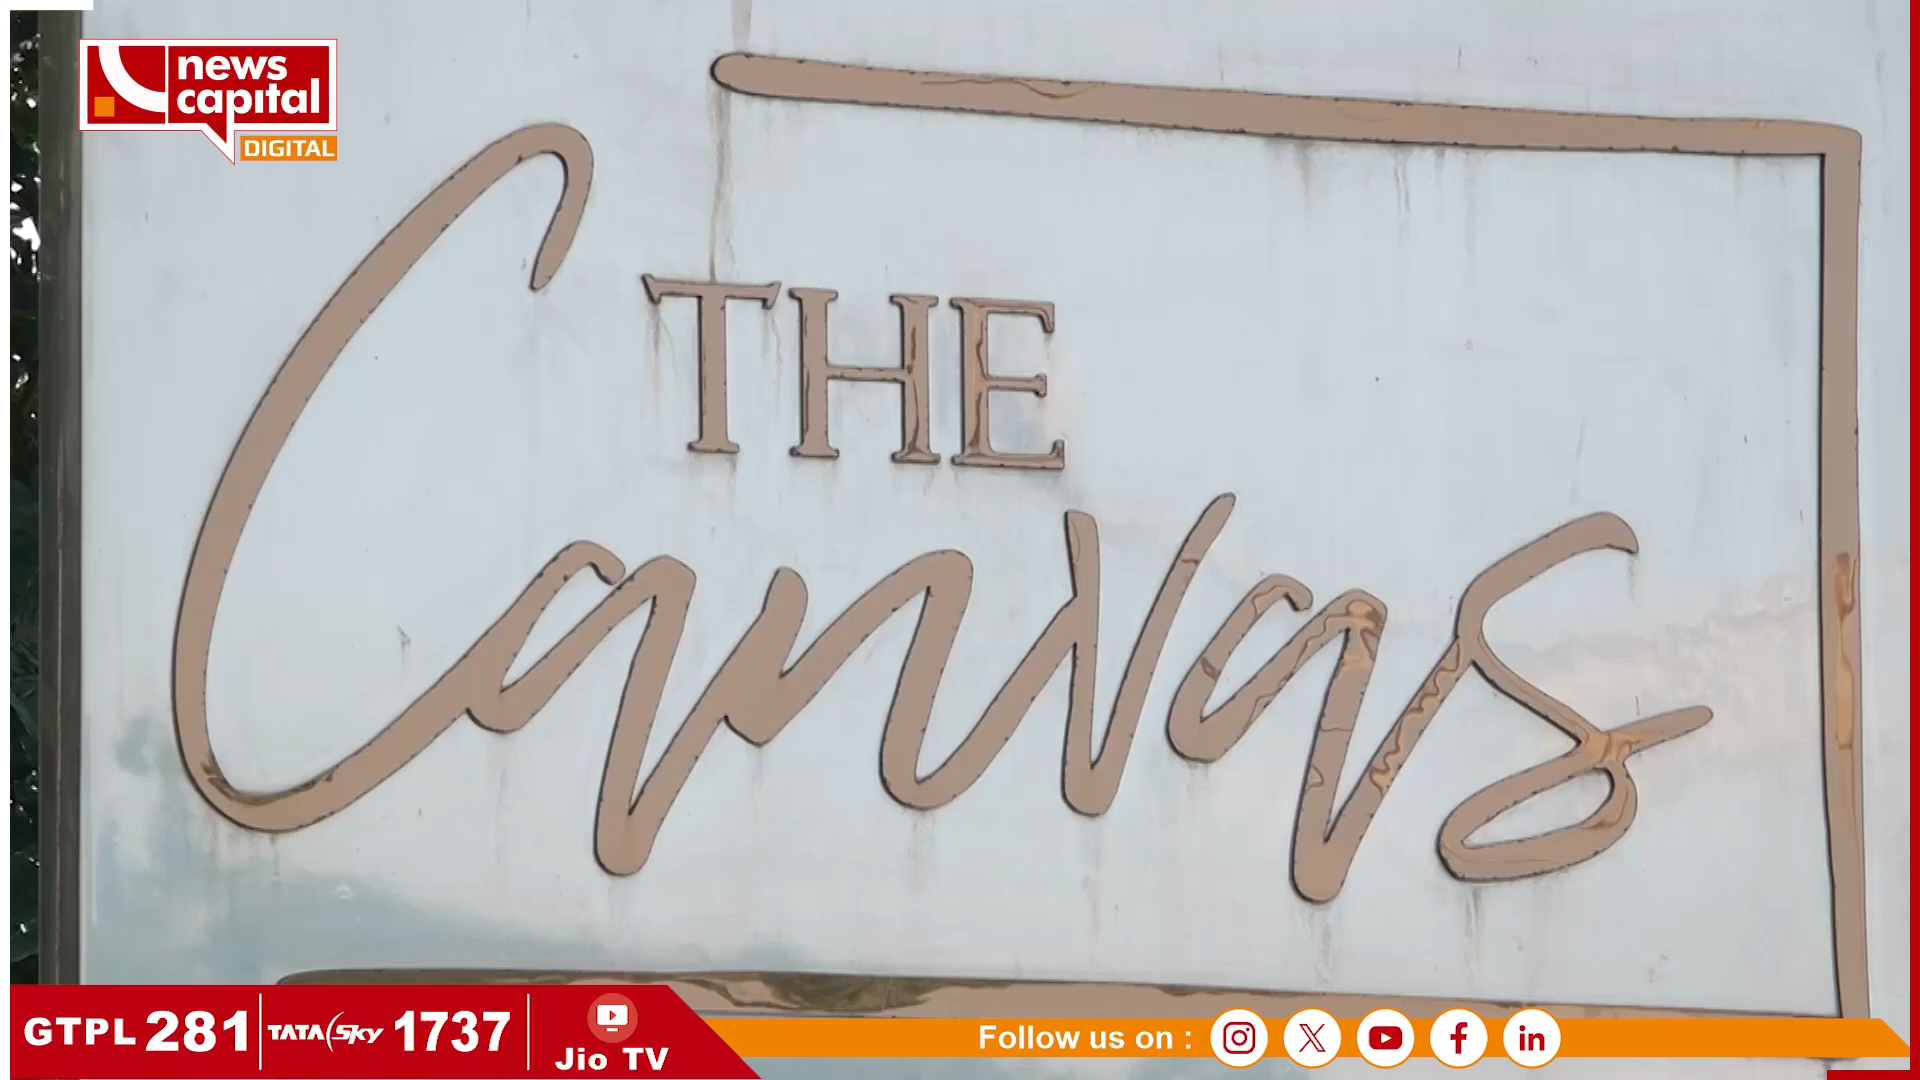 news
capital
DIGITAL
THE
Canvas
GTPL 281
TATA Sky 1737
Jio TV
Follow us on :